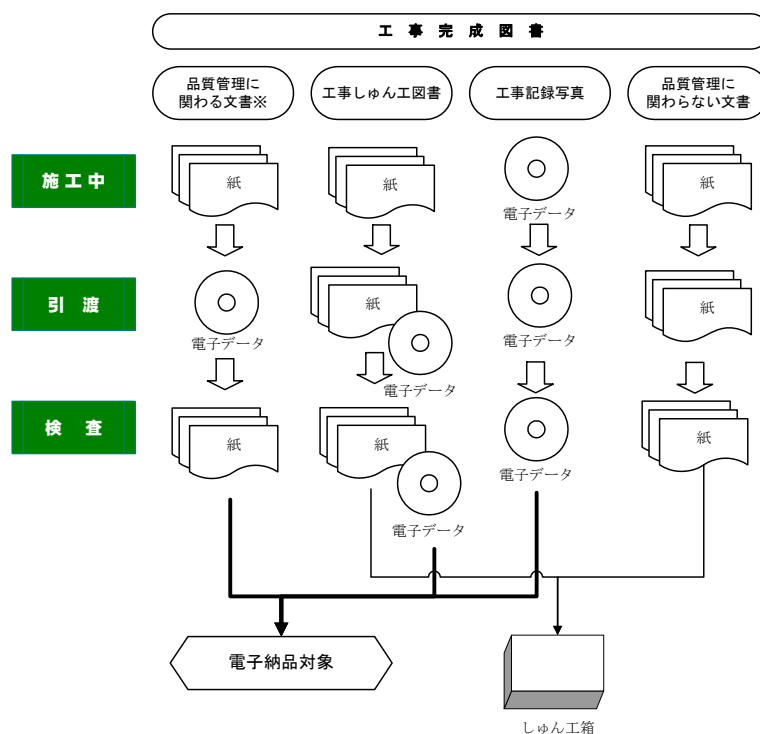 工事完成図書
品質管理に
関わる文書※
工事しゅん工図書
工事記録写真
品質管理に
関わらない文書
施工中
紙
紙
電子データ
紙
引渡
電子データ
紙
電子データ
電子データ
紙
検査
紙
紙
電子データ
電子データ
紙
電子納品対象
しゅん工箱